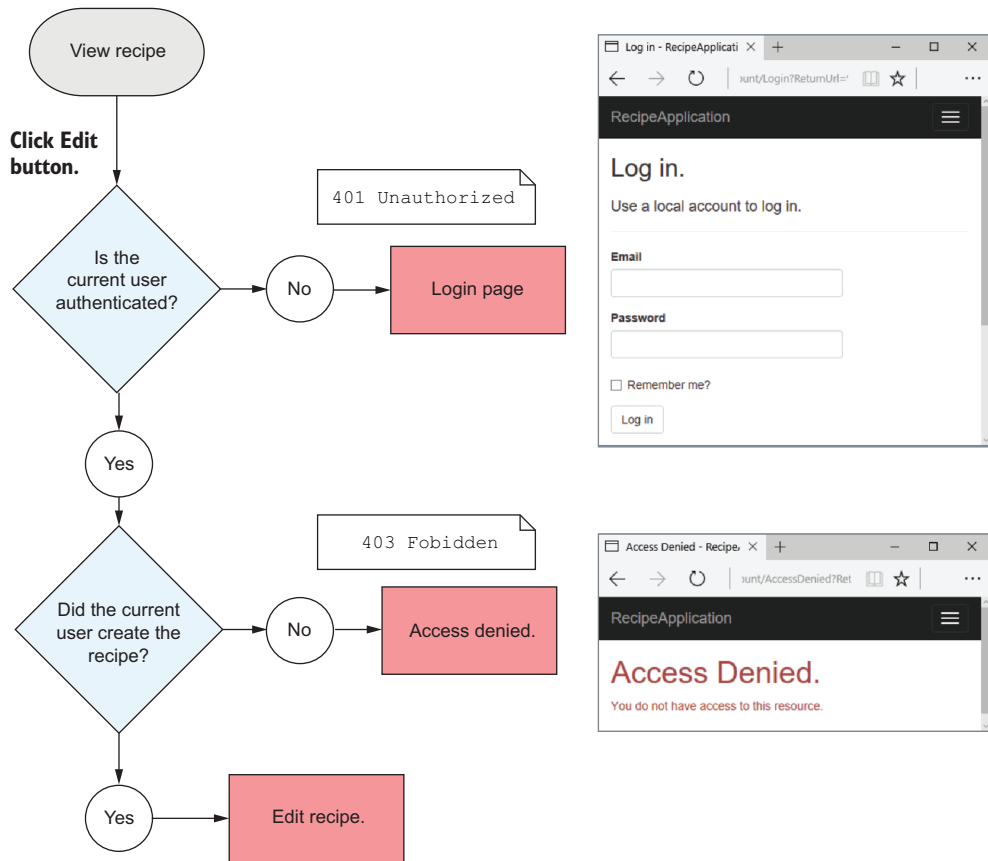 View recipe
Click Edit
button.
Is the
current user
authenticated?
No
401 Unauthorized
Login page
Yes
Did the current
user create the
recipe?
No
403 Fobidden
Access denied.
Yes
Edit recipe.
Log in - RecipeApplicati
ount/Login?ReturnUrl=
RecipeApplication
Log in.
Use a local account to log in.
Email
Password
Remember me?
Log in
Access Denied - Recipe
ount/AccessDenied?Ret
RecipeApplication
Access Denied.
You do not have access to this resource.